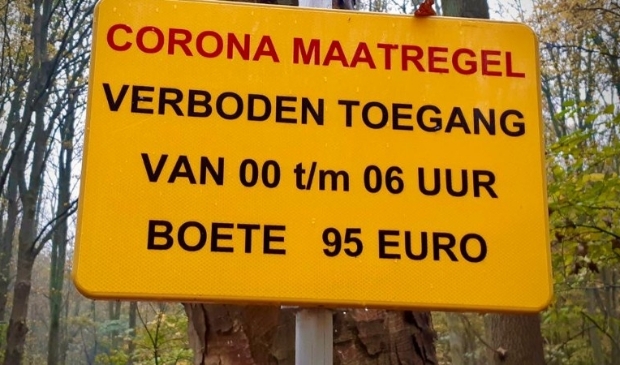 CORONA MAATREGEL
VERBODEN TOEGANG
VAN 00 t/m 06 UUR
BOETE 95 EURO